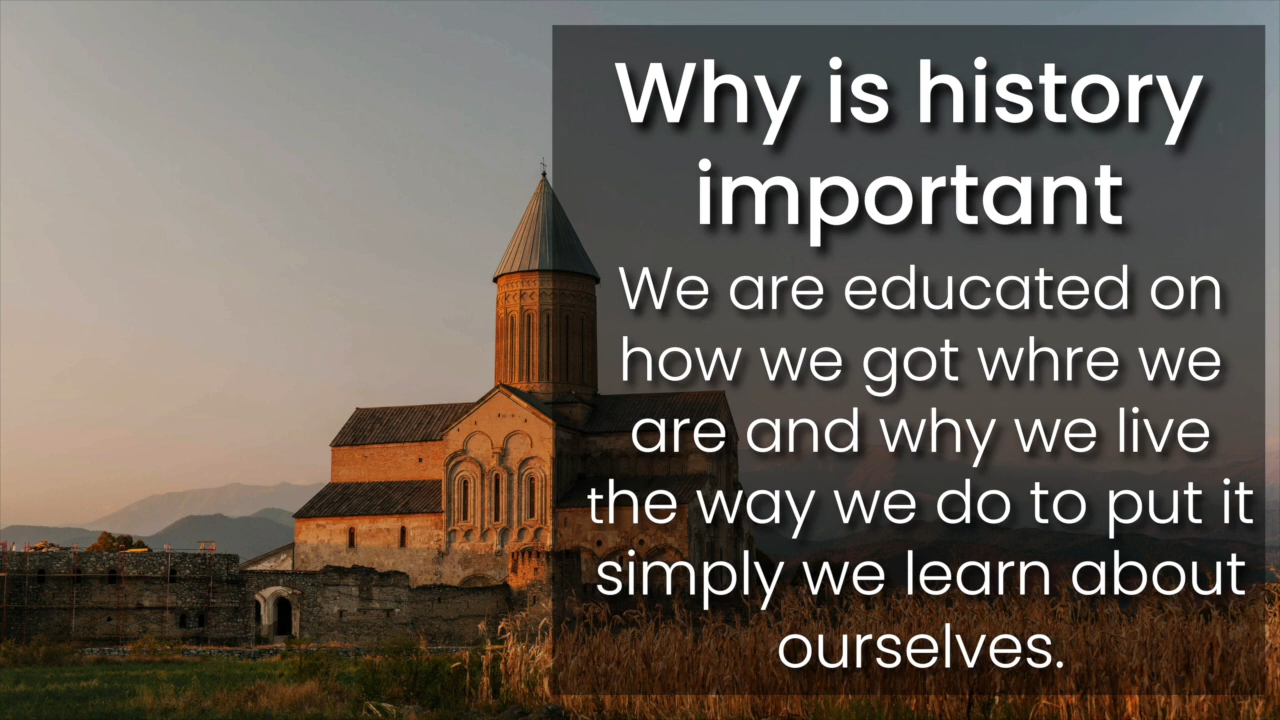 Why is history
important
We are educated on
how we got whre we
are and why we live
the way we do to put it
simply we learn about
ourselves.